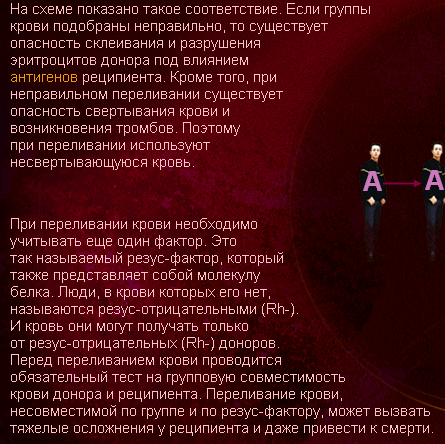 На схеме показано такое соответствие. Если группы
крови подобраны неправильно, то существует
опасность склеивания и разрушения
эритроцитов донора под влиянием
антигенов реципиента. Кроме того, при
неправильном переливании существует
опасность свертывания крови и
возникновения тромбов. Поэтому
при переливании используют
несвертывающуюся кровь.
A A
При переливании крови необходимо
учитывать еще один фактор. Это
так называемый резус-фактор, который
также представляет собой молекулу
белка. Люди, в крови которых его нет,
называются резус-отрицательными (Rh-).
И кровь они могут получать только
от резус-отрицательных (Rh-) доноров.
Перед переливанием крови проводится
обязательный тест на групповую совместимость
крови донора и реципиента. Переливание крови,
несовместимой по группе и по резус-фактору, может вызвать
тяжелые осложнения у реципиента и даже привести к смерти.